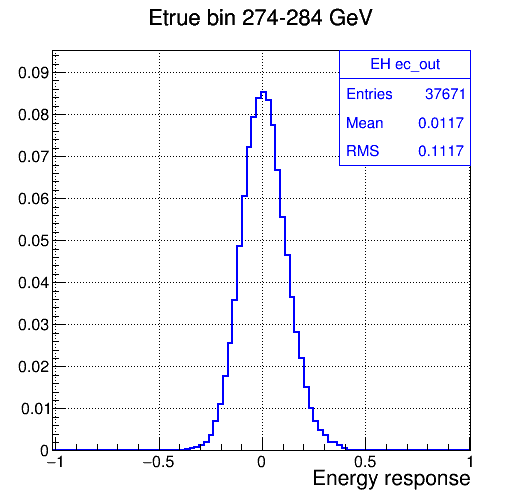 Etrue bin 274-284 GeV
EH ec_out
Entries 37671
Mean 0.0117
RMS 0.1117
0.09
0.08
0.07
0.06
0.05
0.04
0.03
0.02
0.01
0
−1 −0.5 0 0.5 1
Energy response